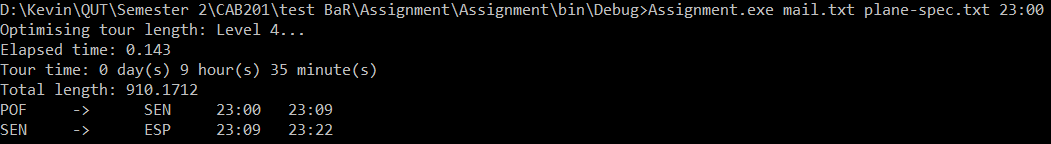 D:\Kevin\QUT\Semester 2\CAB201\test BaR\Assignment\Assignment\bin\Debug>Assignment.exe mail.txt plane-spec.txt 23:00
Optimising tour length: Level 4...
Elapsed time: 0.143
Tour time: 0 day(s) 9 hour(s) 35 minute(s)
Total length: 910.1712
POF -> SEN 23:00 23:09
SEN -> ESP 23:09 23:22